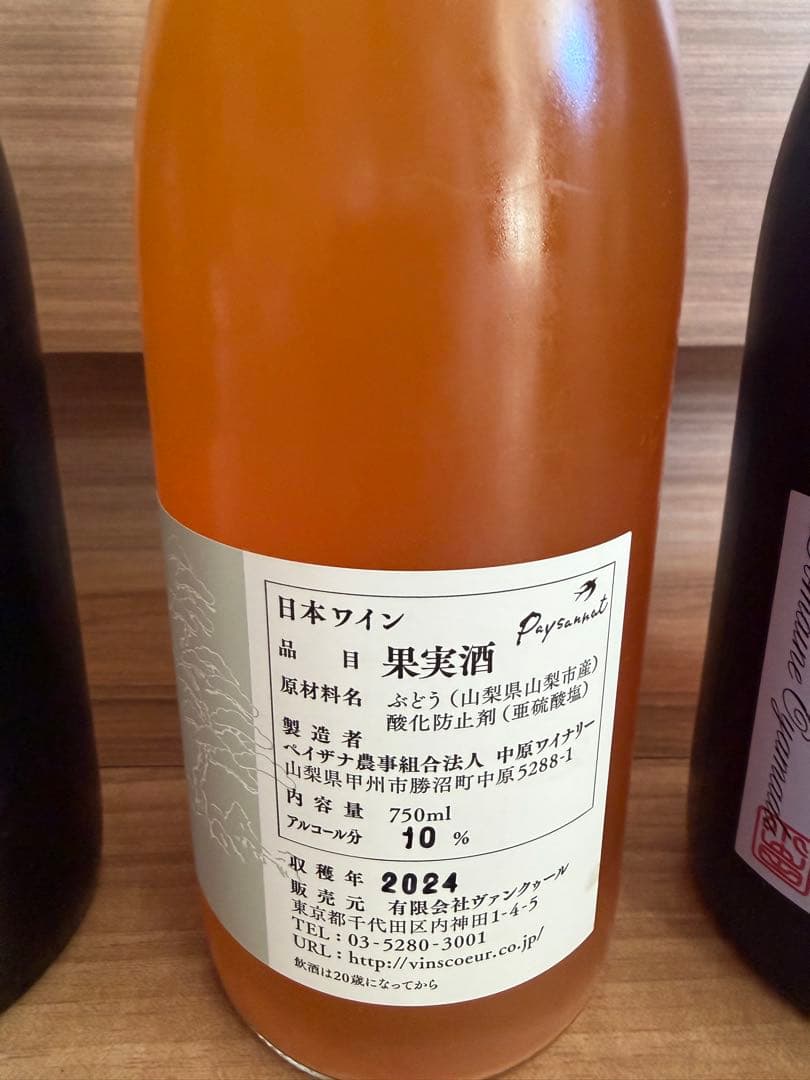 日本ワイン
Paysannat
品目 果実酒
原材料名 ぶどう（山梨県山梨市産）
酸化防止剤（亜硫酸塩）
製造者
ペイザナ農事組合法人 中原ワイナリー
山梨県甲州市勝沼町中原5288-1
内容量 750ml
アルコール分 10 %
収穫年 2024
販売元 有限会社ヴァンクゥール
東京都千代田区内神田1-4-5
TEL：03-5280-3001
URL：http://vinscoeur.co.jp/
飲酒は20歳になってから
Domaine Oyamada